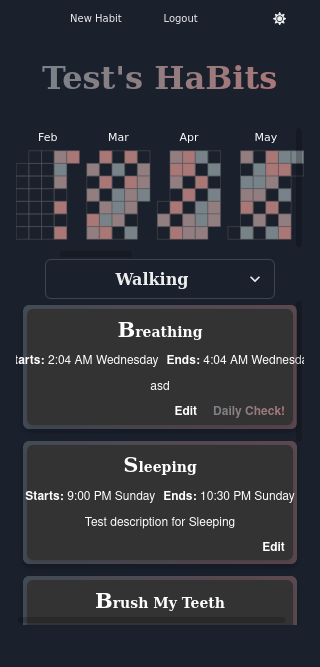 New Habit Logout
Test's HaBits
Feb Mar Apr May
Walking
Breathing
arts: 2:04 AM Wednesday Ends: 4:04 AM Wednesda
asd
Edit Daily Check!
Sleeping
Starts: 9:00 PM Sunday Ends: 10:30 PM Sunday
Test description for Sleeping
Edit
Brush My Teeth